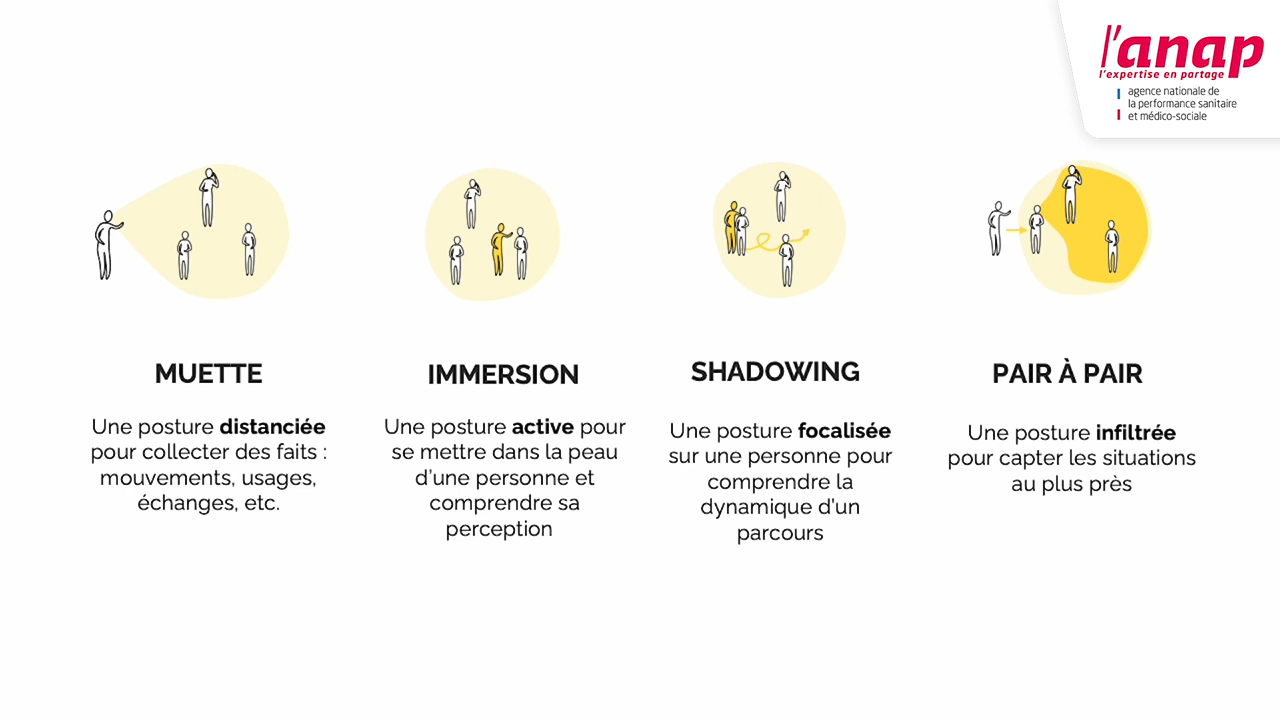 l'anap
l'expertise en partage
agence nationale de
la performance sanitaire
et médico-sociale
MUETTE
Une posture distanciée
pour collecter des faits :
mouvements, usages,
échanges, etc.
IMMERSION
Une posture active pour
se mettre dans la peau
d’une personne et
comprendre sa
perception
SHADOWING
Une posture focalisée
sur une personne pour
comprendre la
dynamique d'un
parcours
PAIR À PAIR
Une posture infiltrée
pour capter les situations
au plus près